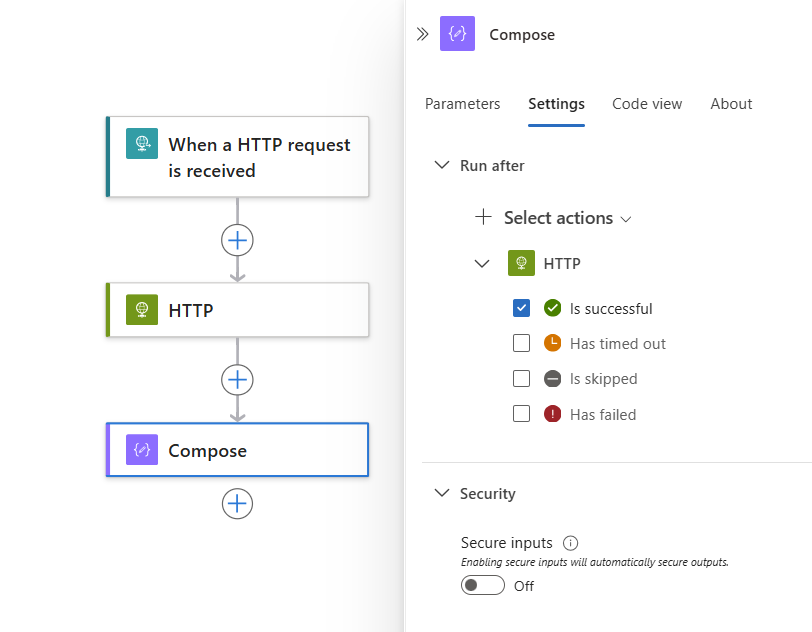 When a HTTP request
is received
HTTP
Compose
Compose
Parameters Settings Code view About
Run after
Select actions
HTTP
Is successful
Has timed out
Is skipped
Has failed
Security
Secure inputs
Enabling secure inputs will automatically secure outputs.
Off